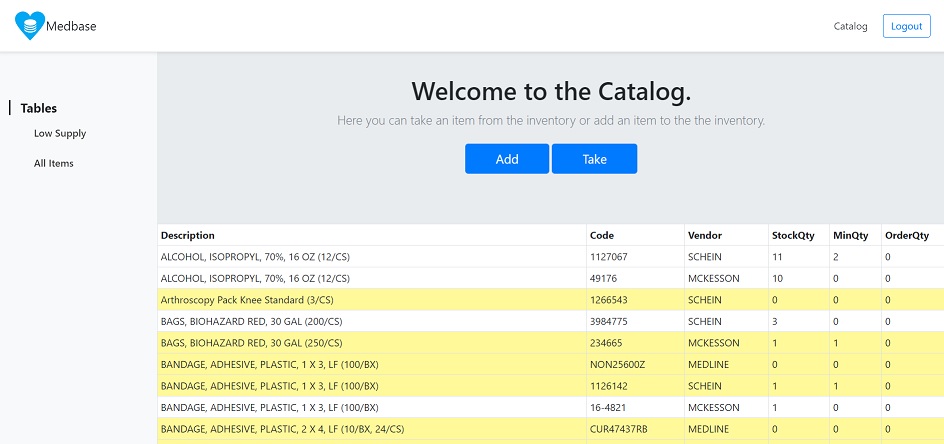 Medbase
Catalog Logout
Tables
Low Supply
All Items
Welcome to the Catalog.
Here you can take an item from the inventory or add an item to the the inventory.
Add Take
Description Code Vendor StockQty MinQty OrderQty
ALCOHOL, ISOPROPYL, 70%, 16 OZ (12/CS) 1127067 SCHEIN 11 2 0
ALCOHOL, ISOPROPYL, 70%, 16 OZ (12/CS) 49176 MCKESSON 10 0 0
Arthroscopy Pack Knee Standard (3/CS) 1266543 SCHEIN 0 0 0
BAGS, BIOHAZARD RED, 30 GAL (200/CS) 3984775 SCHEIN 3 0 0
BAGS, BIOHAZARD RED, 30 GAL (250/CS) 234665 MCKESSON 1 1 0
BANDAGE, ADHESIVE, PLASTIC, 1 X 3, LF (100/BX) NON25600Z MEDLINE 0 0 0
BANDAGE, ADHESIVE, PLASTIC, 1 X 3, LF (100/BX) 1126142 SCHEIN 1 1 0
BANDAGE, ADHESIVE, PLASTIC, 1 X 3, LF (100/BX) 16-4821 MCKESSON 1 0 0
BANDAGE, ADHESIVE, PLASTIC, 2 X 4, LF (10/BX, 24/CS) CUR47437RB MEDLINE 0 0 0